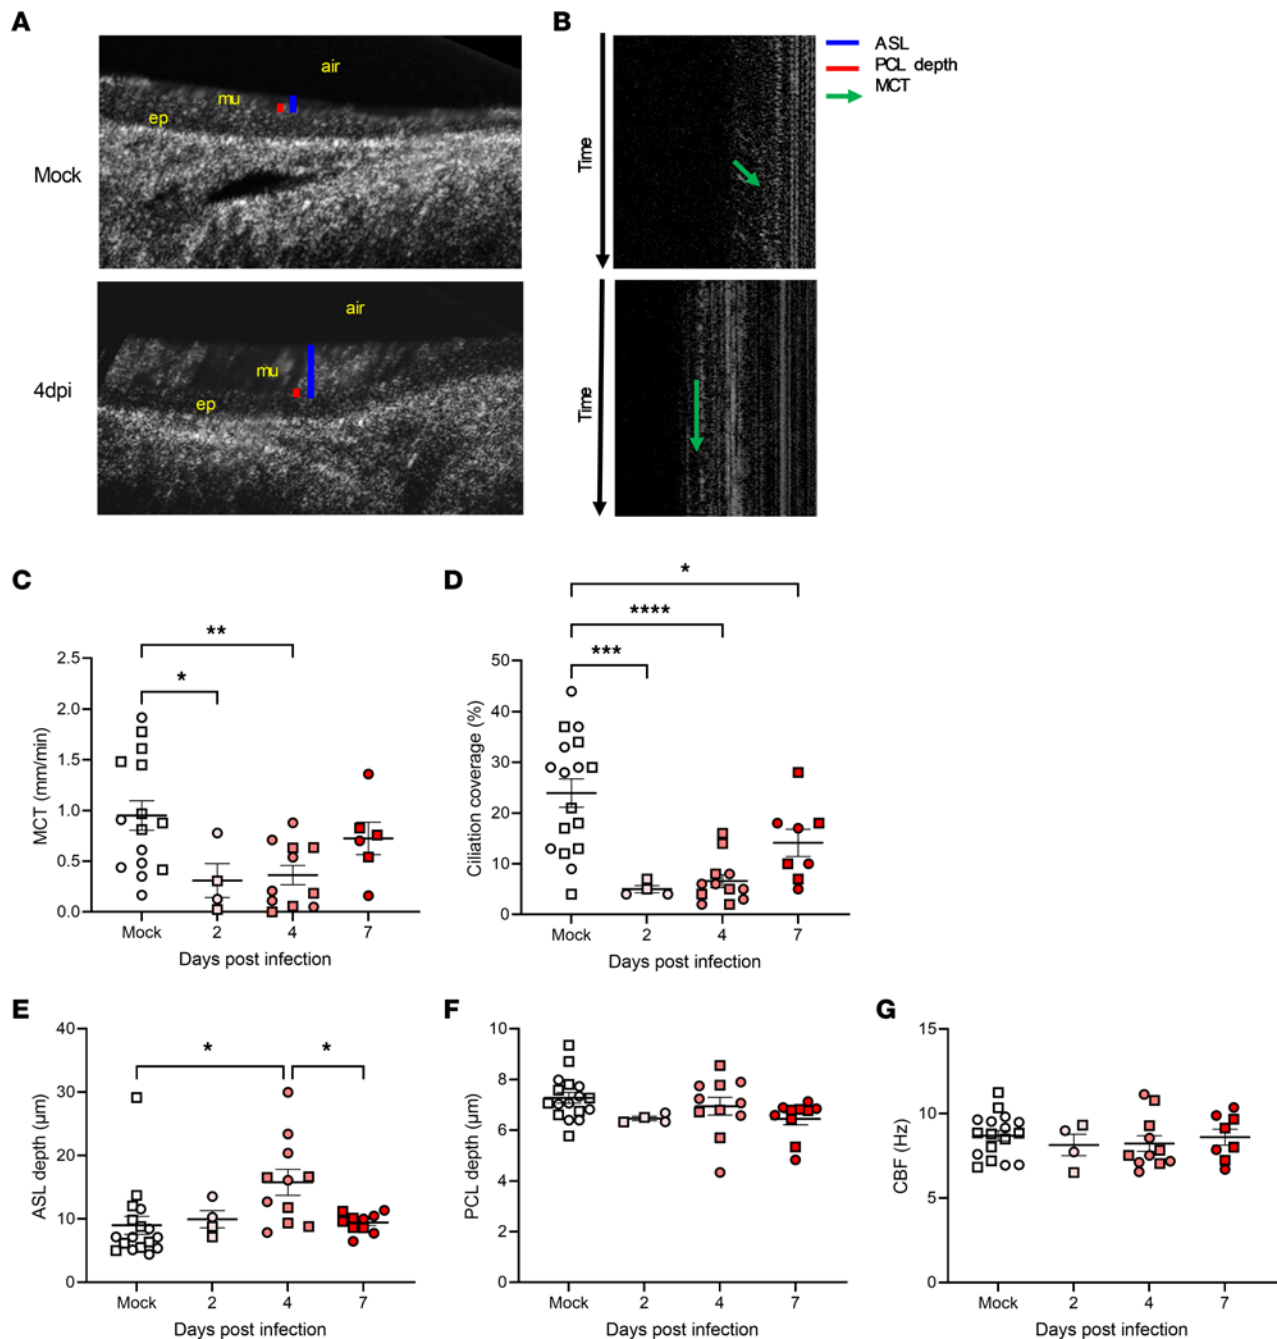 A
air
mu
ep
Mock
air
mu
ep
4dpi
B
Time
Time
ASL
PCL depth
MCT
C
**
*
2.5
2.0
1.5
1.0
0.5
0.0
MCT (mm/min)
Mock 2 4 7
Days post infection
D
*
****
***
50
40
30
20
10
0
Ciliation coverage (%)
Mock 2 4 7
Days post infection
E
* *
40
30
20
10
0
ASL depth (µm)
Mock 2 4 7
Days post infection
F
10
8
6
4
2
0
PCL depth (µm)
Mock 2 4 7
Days post infection
G
15
10
5
0
CBF (Hz)
Mock 2 4 7
Days post infection